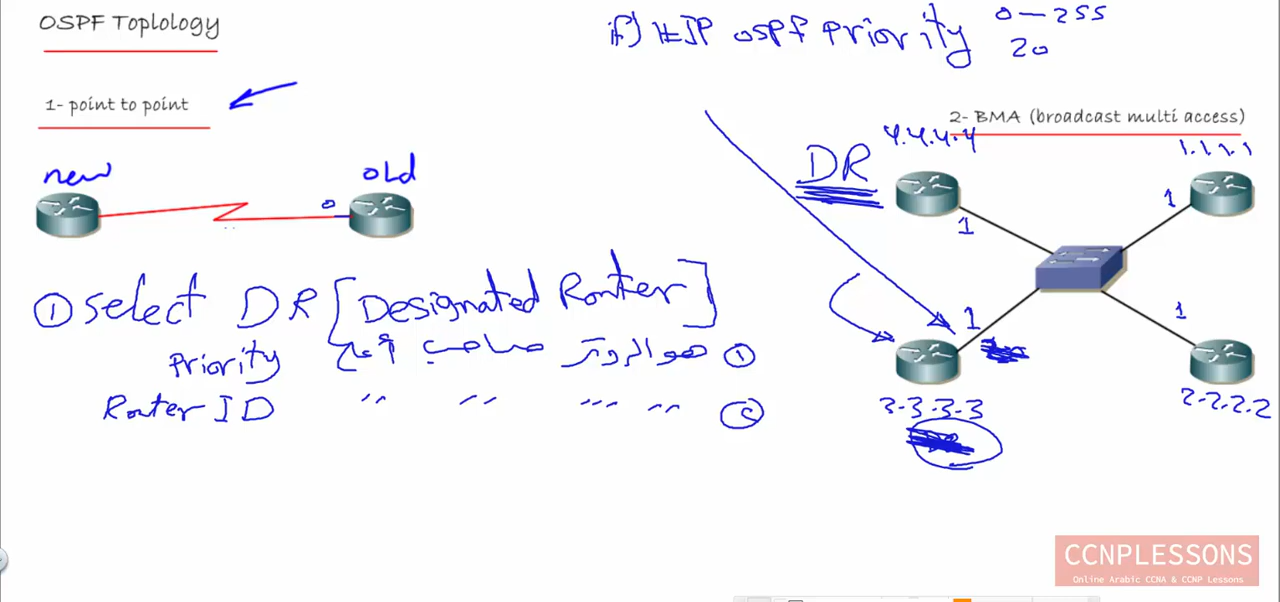 OSPF Toplology
if) # IP ospf Priority 0 — 255
20
1- point to point
2- BMA (broadcast multi access)
new
old
0
DR
4.4.4.4
1.1.1.1
1
1
① select DR [Designated Router]
1
1
① هو الروتر صاحب أعلى Priority
② " " " " Router ID
3.3.3.3
2.2.2.2
CCNPLESSONS
Online Arabic CCNA & CCNP Lessons